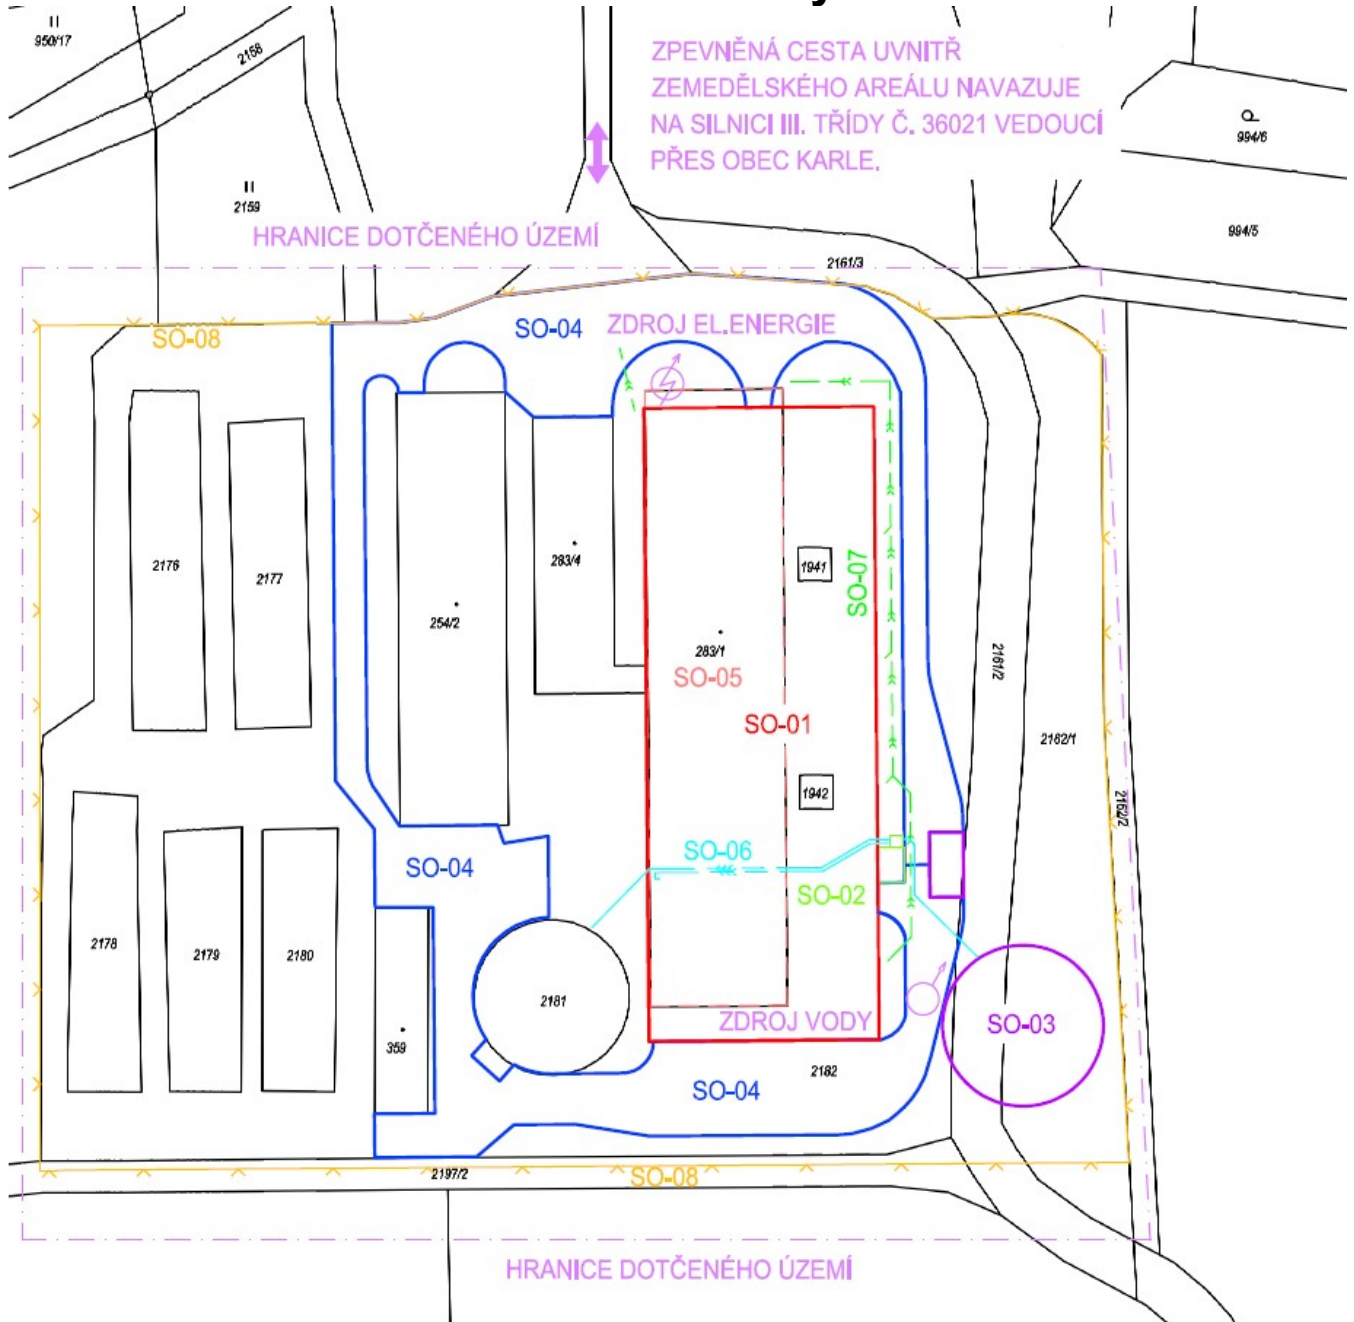 y
II
950/17
2158
ZPEVNĚNÁ CESTA UVNITŘ
ZEMEDĚLSKÉHO AREÁLU NAVAZUJE
NA SILNICI III. TŘÍDY Č. 36021 VEDOUCÍ
PŘES OBEC KARLE.
994/6
II
2159
994/5
HRANICE DOTČENÉHO ÚZEMÍ
2161/3
SO-08
SO-04
ZDROJ EL.ENERGIE
2176
2177
254/2
283/4
1941
SO-07
283/1
SO-05
SO-01
2161/2
2162/1
1942
2162/2
SO-04
SO-06
SO-02
2178
2179
2180
2181
359
ZDROJ VODY
SO-03
2182
SO-04
2197/2
SO-08
HRANICE DOTČENÉHO ÚZEMÍ